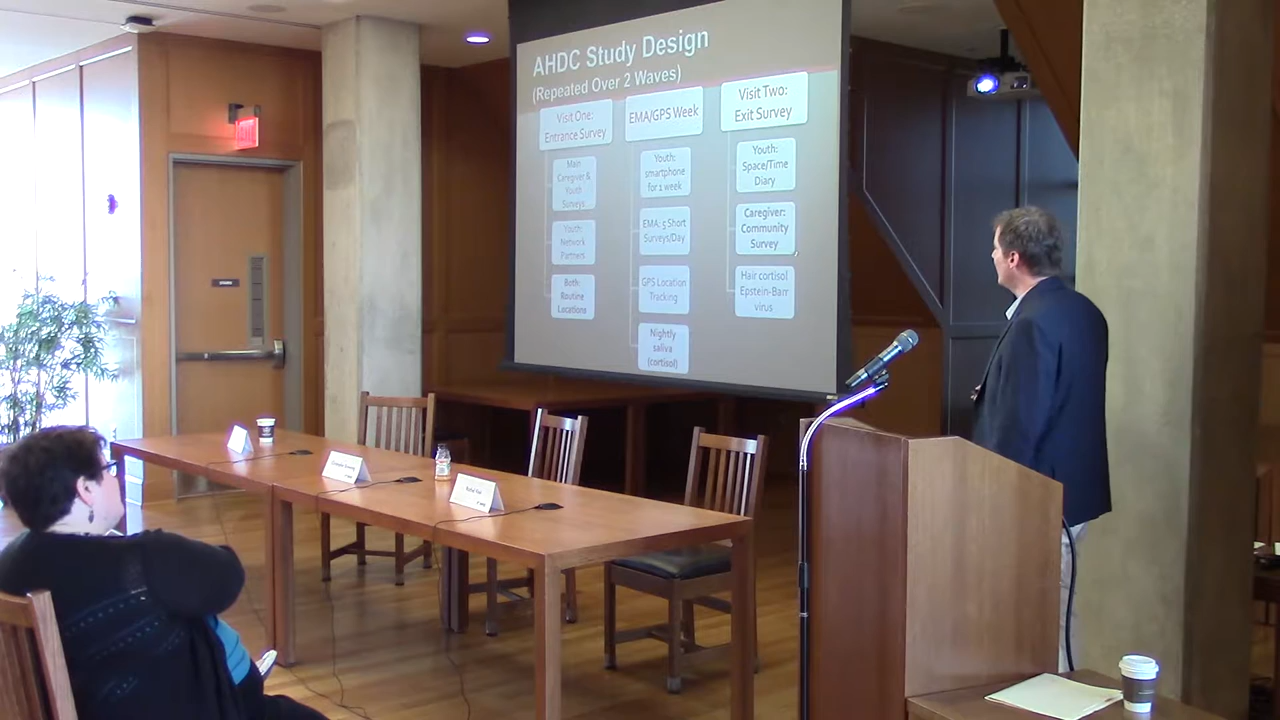 AHDC Study Design
(Repeated Over 2 Waves)
Visit One:
Entrance Survey
Main
Caregiver &
Youth
Surveys
Youth
Network
Partners
Both:
Routine
Locations
EMA/GPS Week
Youth:
smartphone
for 1 week
EMA: 5 Short
Surveys/Day
GPS Location
Tracking
Nightly
saliva
(cortisol)
Visit Two:
Exit Survey
Youth:
Space/Time
Diary
Caregiver:
Community
Survey
Hair cortisol
Epstein-Barr
virus
EXIT